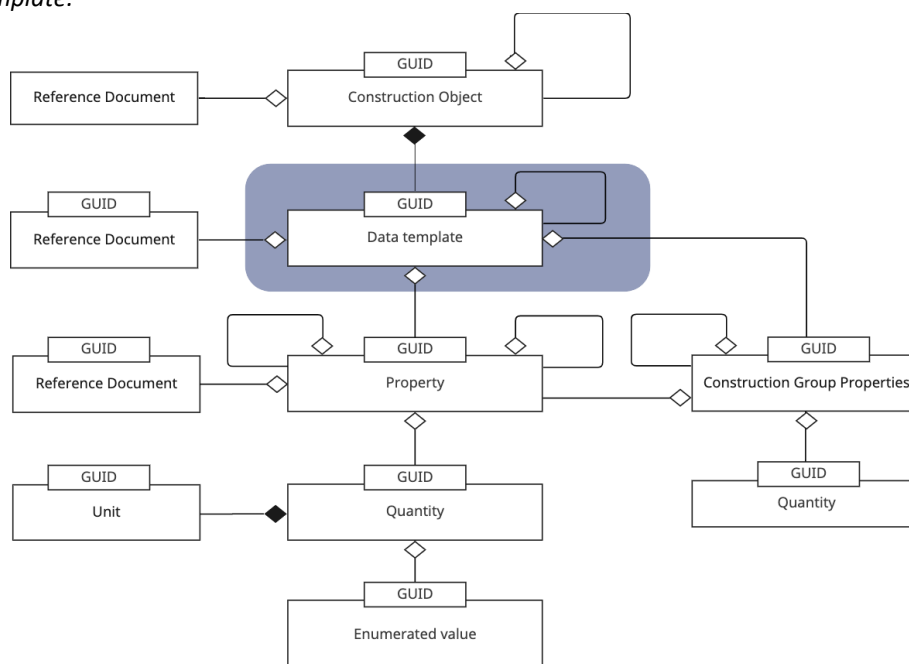 mplate.
GUID
Reference Document
Construction Object
GUID
GUID
Reference Document
Data template
GUID
GUID
GUID
Reference Document
Property
Construction Group Properties
GUID
GUID
GUID
Unit
Quantity
Quantity
GUID
Enumerated value